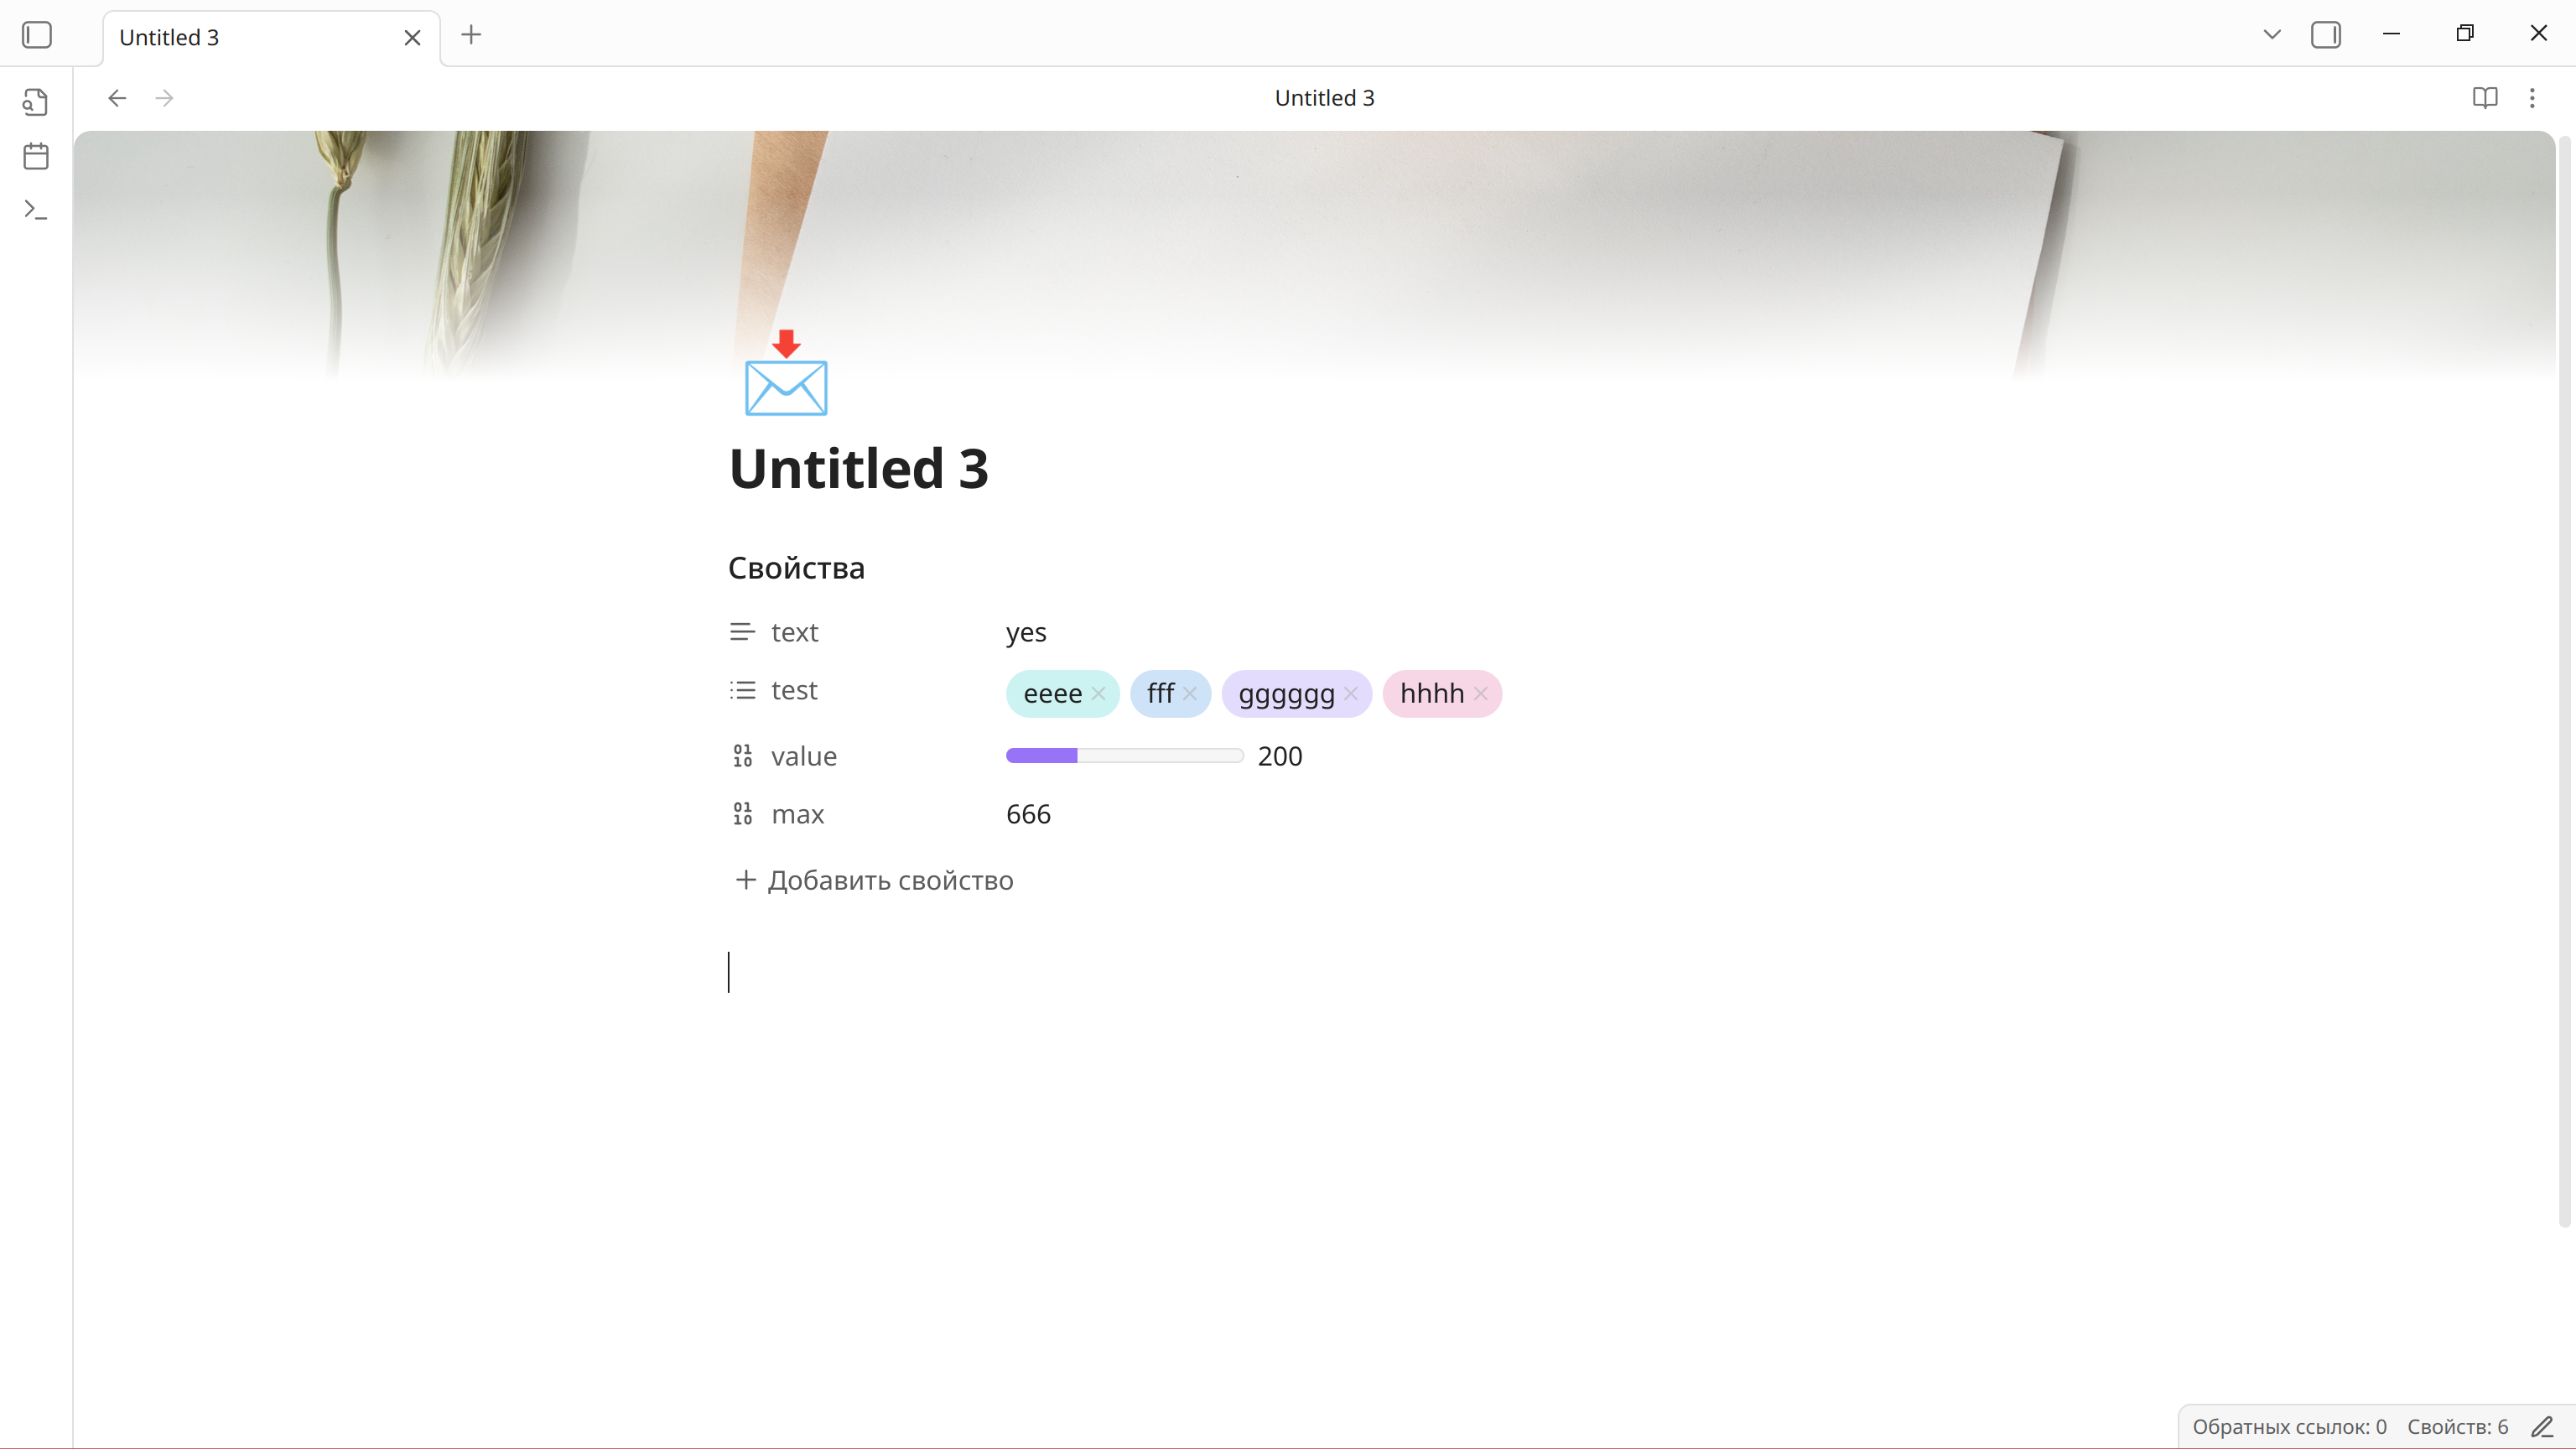 Untitled 3
Untitled 3
Untitled 3
Свойства
text yes
test eeee fff gggggg hhhh
value 200
max 666
Добавить свойство
Обратных ссылок: 0 Свойств: 6